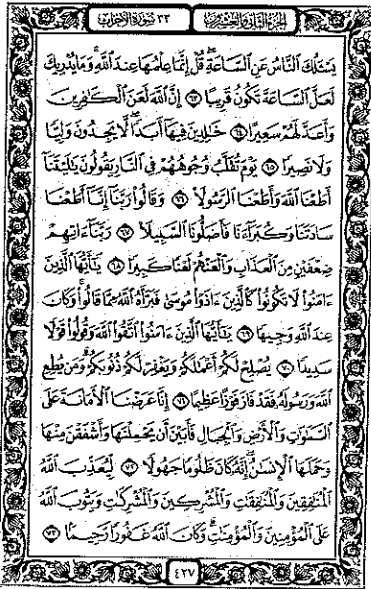 الجزء الثاني والعشرون
٣٣ سورة الأحزاب
يَسْـَٔلُكَ ٱلنَّاسُ عَنِ ٱلسَّاعَةِ قُلْ إِنَّمَا عِلْمُهَا عِندَ ٱللَّهِ وَمَا يُدْرِيكَ
لَعَلَّ ٱلسَّاعَةَ تَكُونُ قَرِيبًا ٦٣ إِنَّ ٱللَّهَ لَعَنَ ٱلْكَٰفِرِينَ
وَأَعَدَّ لَهُمْ سَعِيرًا ٦٤ خَٰلِدِينَ فِيهَآ أَبَدًا لَّا يَجِدُونَ وَلِيًّا
وَلَا نَصِيرًا ٦٥ يَوْمَ تُقَلَّبُ وُجُوهُهُمْ فِى ٱلنَّارِ يَقُولُونَ يَٰلَيْتَنَآ
أَطَعْنَا ٱللَّهَ وَأَطَعْنَا ٱلرَّسُولَا۠ ٦٦ وَقَالُوا۟ رَبَّنَآ إِنَّآ أَطَعْنَا
سَادَتَنَا وَكُبَرَآءَنَا فَأَضَلُّونَا ٱلسَّبِيلَا۠ ٦٧ رَبَّنَآ ءَاتِهِمْ
ضِعْفَيْنِ مِنَ ٱلْعَذَابِ وَٱلْعَنْهُمْ لَعْنًا كَبِيرًا ٦٨ يَٰٓأَيُّهَا ٱلَّذِينَ
ءَامَنُوا۟ لَا تَكُونُوا۟ كَٱلَّذِينَ ءَاذَوْا۟ مُوسَىٰ فَبَرَّأَهُ ٱللَّهُ مِمَّا قَالُوا۟ وَكَانَ
عِندَ ٱللَّهِ وَجِيهًا ٦٩ يَٰٓأَيُّهَا ٱلَّذِينَ ءَامَنُوا۟ ٱتَّقُوا۟ ٱللَّهَ وَقُولُوا۟ قَوْلًا
سَدِيدًا ٧٠ يُصْلِحْ لَكُمْ أَعْمَٰلَكُمْ وَيَغْفِرْ لَكُمْ ذُنُوبَكُمْ وَمَن يُطِعِ
ٱللَّهَ وَرَسُولَهُۥ فَقَدْ فَازَ فَوْزًا عَظِيمًا ٧١ إِنَّا عَرَضْنَا ٱلْأَمَانَةَ عَلَى
ٱلسَّمَٰوَٰتِ وَٱلْأَرْضِ وَٱلْجِبَالِ فَأَبَيْنَ أَن يَحْمِلْنَهَا وَأَشْفَقْنَ مِنْهَا
وَحَمَلَهَا ٱلْإِنسَٰنُ إِنَّهُۥ كَانَ ظَلُومًا جَهُولًا ٧٢ لِّيُعَذِّبَ ٱللَّهُ
ٱلْمُنَٰفِقِينَ وَٱلْمُنَٰفِقَٰتِ وَٱلْمُشْرِكِينَ وَٱلْمُشْرِكَٰتِ وَيَتُوبَ ٱللَّهُ
عَلَى ٱلْمُؤْمِنِينَ وَٱلْمُؤْمِنَٰتِ وَكَانَ ٱللَّهُ غَفُورًا رَّحِيمًۢا ٧٣
٤٢٧